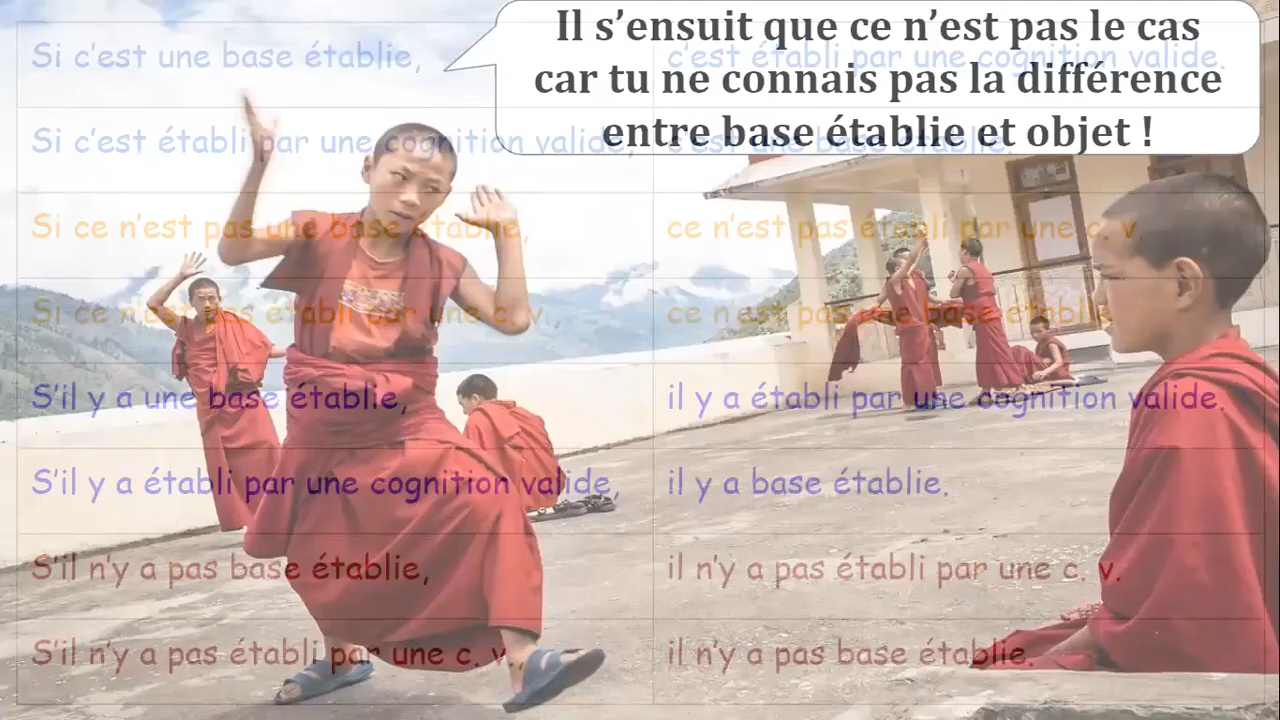 Il s’ensuit que ce n’est pas le cas
car tu ne connais pas la différence
entre base établie et objet !
Si c’est une base établie, c’est établi par une cognition valide.
Si c’est établi par une cognition valide, c’est une base établie.
Si ce n’est pas une base établie, ce n’est pas établi par une c. v
Si ce n’est pas établi par une c. v., ce n’est pas une base établie
S’il y a une base établie, il y a établi par une cognition valide.
S’il y a établi par une cognition valide, il y a base établie.
S’il n’y a pas base établie, il n’y a pas établi par une c. v.
S’il n’y a pas établi par une c. v il n’y a pas base établie.